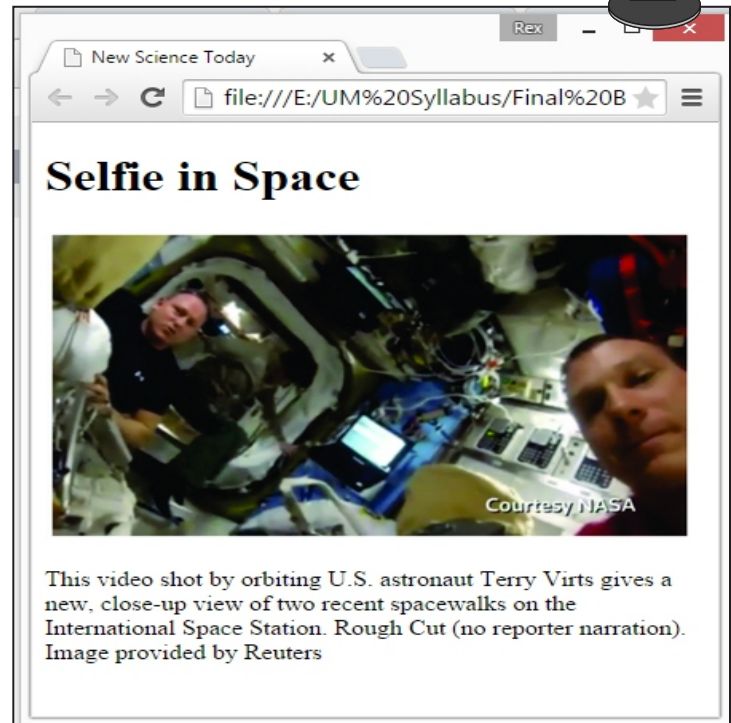 Rex
New Science Today
file:///E:/UM%20Syllabus/Final%20B
Selfie in Space
Courtesy NASA
This video shot by orbiting U.S. astronaut Terry Virts gives a
new, close-up view of two recent spacewalks on the
International Space Station. Rough Cut (no reporter narration).
Image provided by Reuters